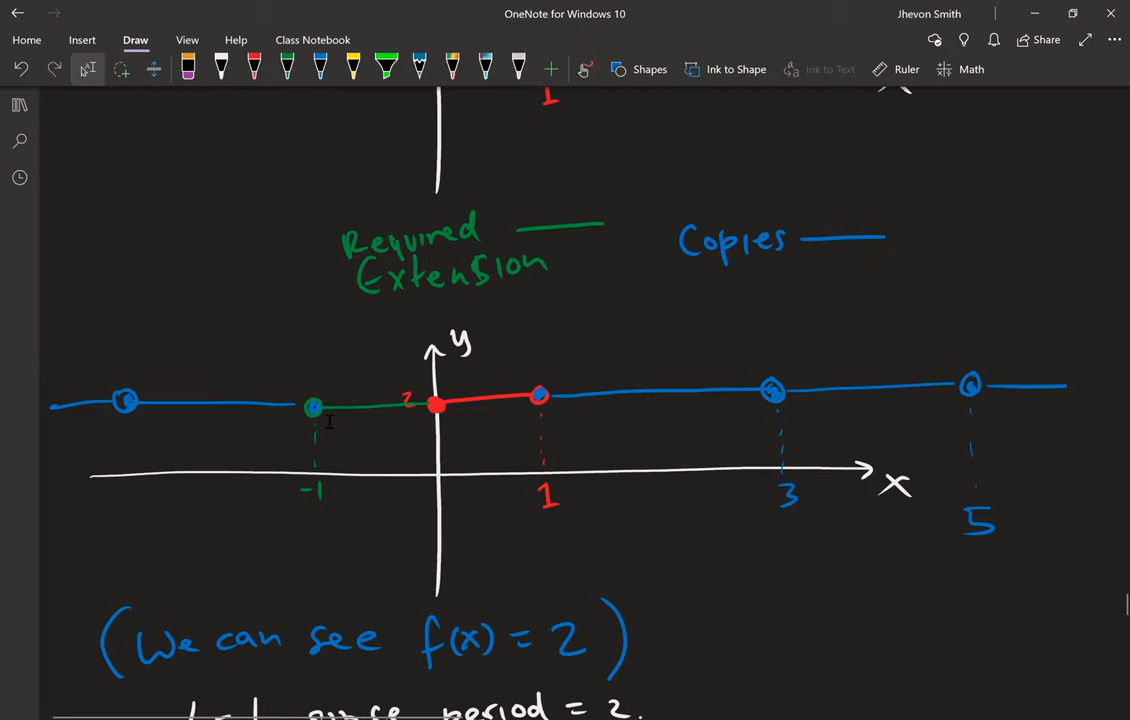 OneNote for Windows 10
Jhevon Smith
Home Insert Draw View Help Class Notebook
Share
Shapes Ink to Shape Ink to Text Ruler Math
1 x
Required
Extension
Copies
y
2
-1 1 3 x
5
(We can see f(x) = 2)
since period = 2.